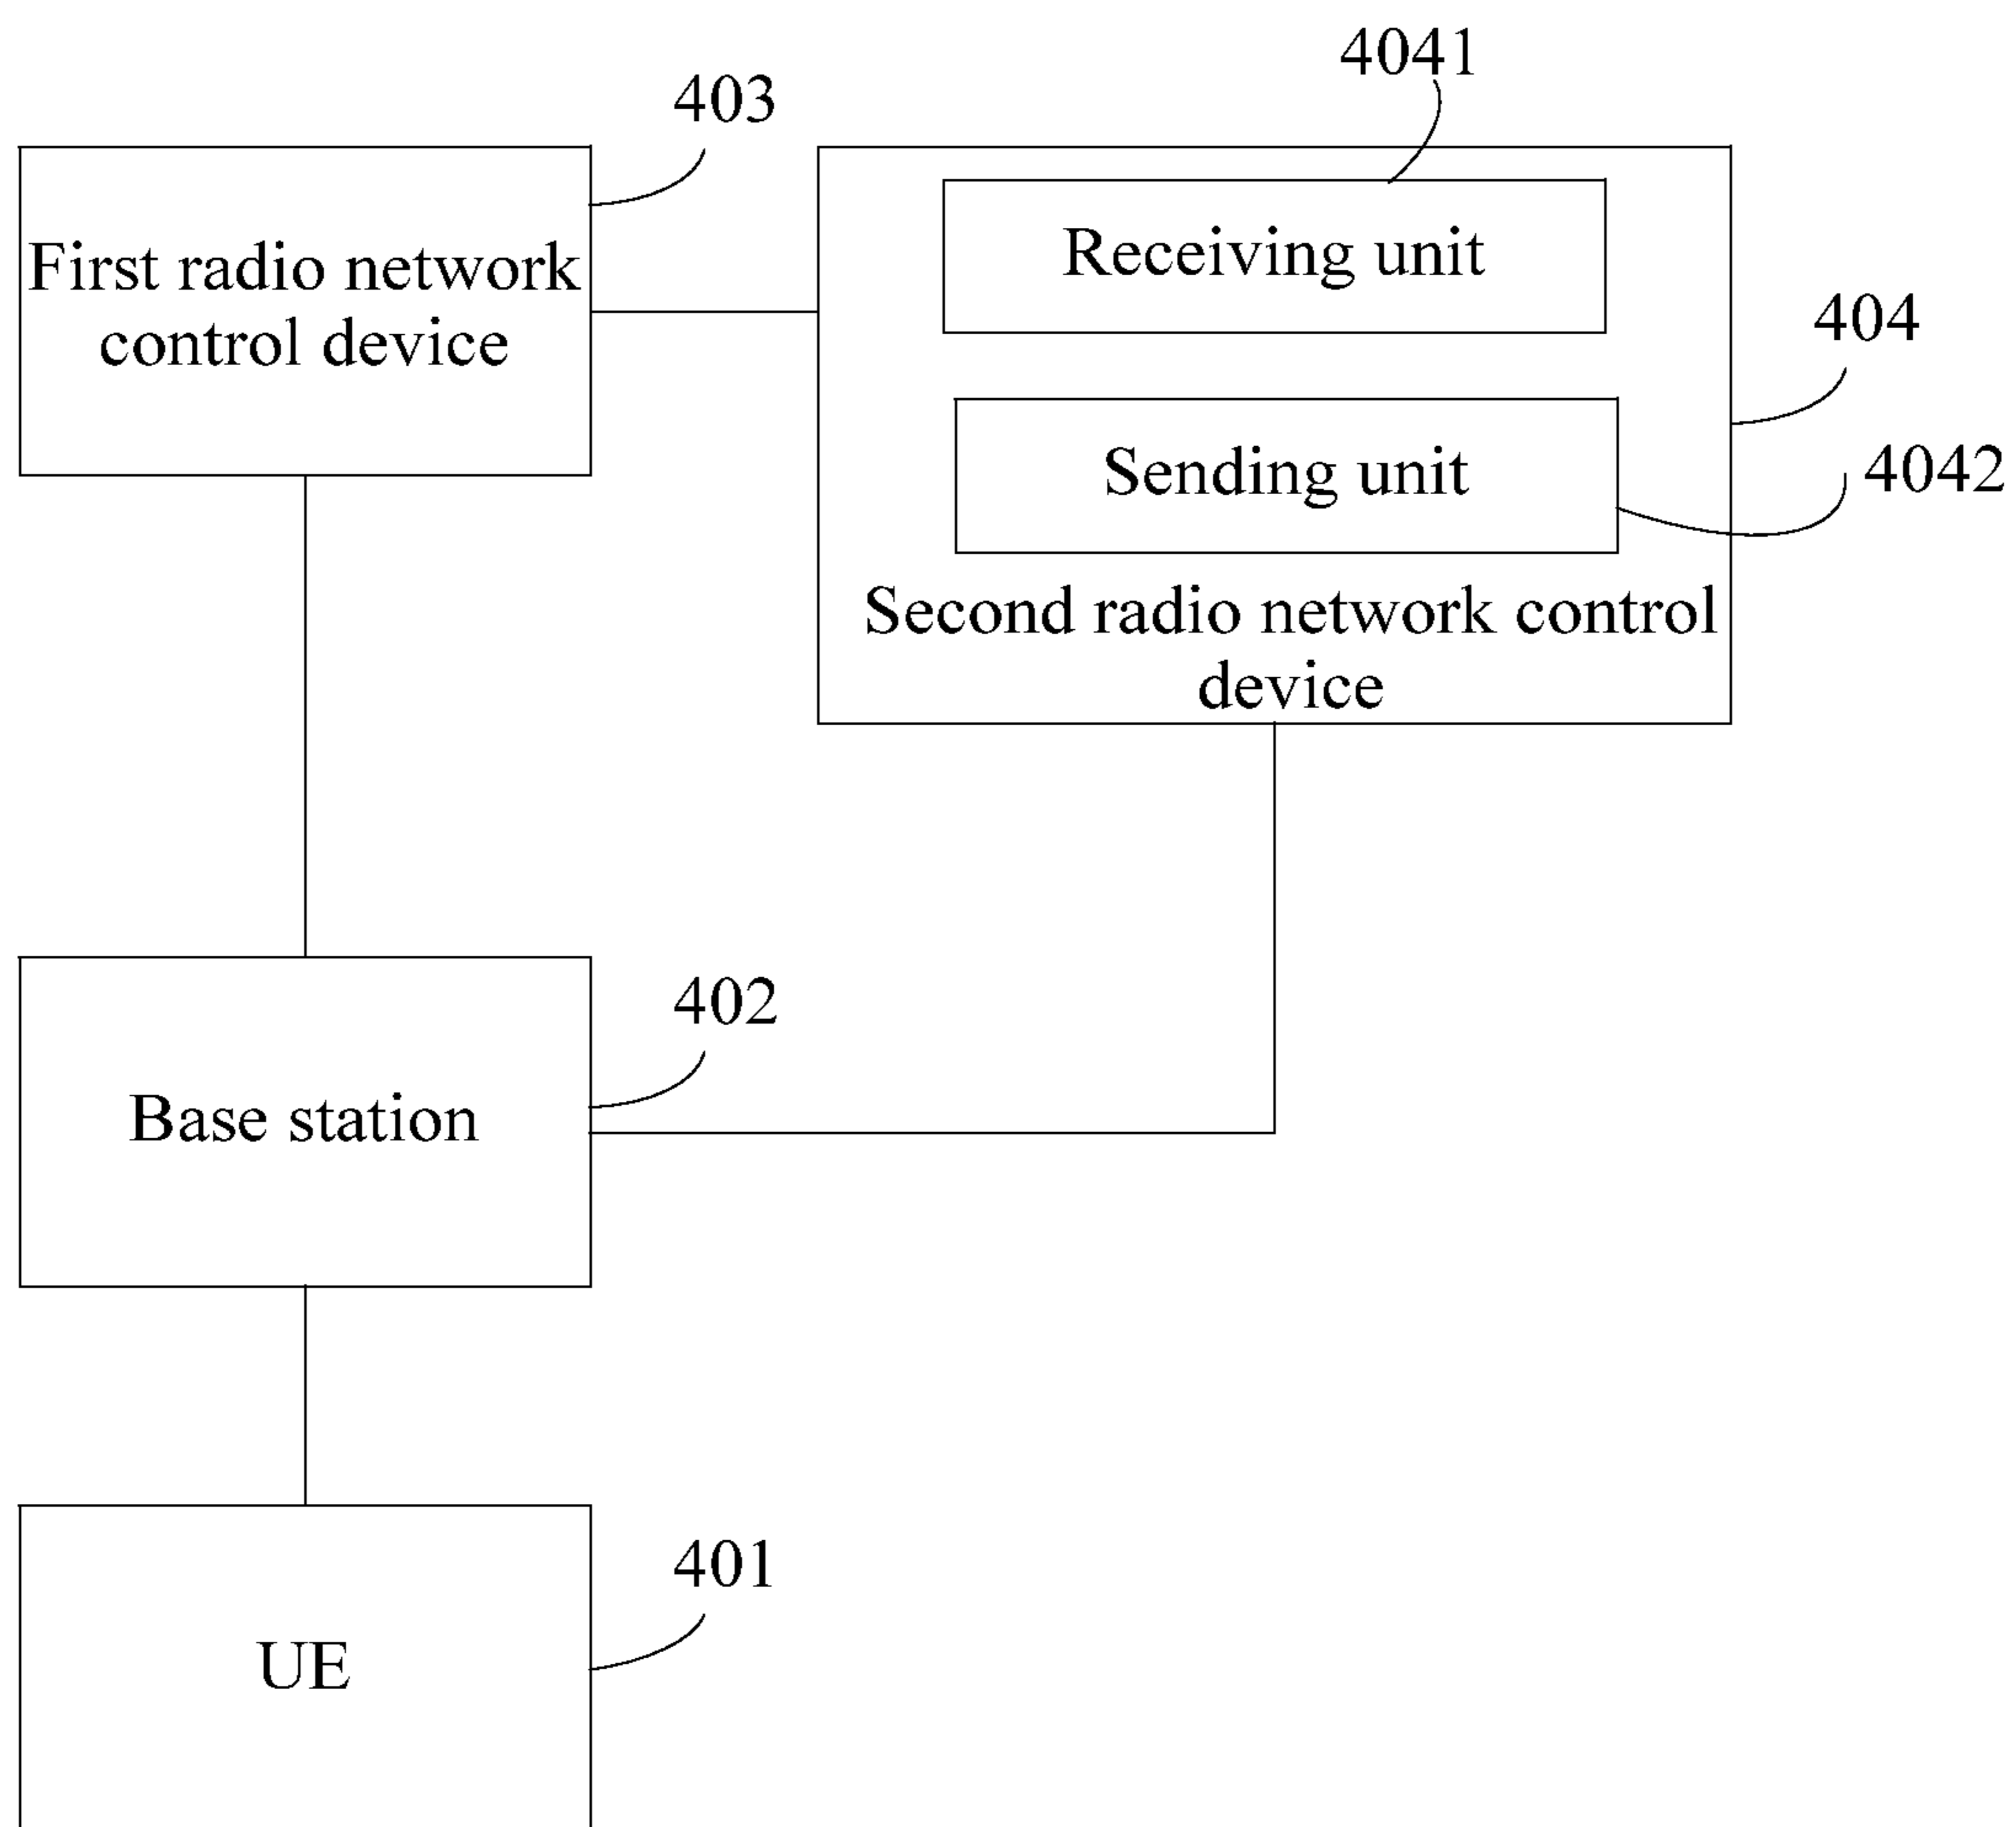 4041
403
First radio network
control device
Receiving unit
404
Sending unit
4042
Second radio network control
device
402
Base station
401
UE